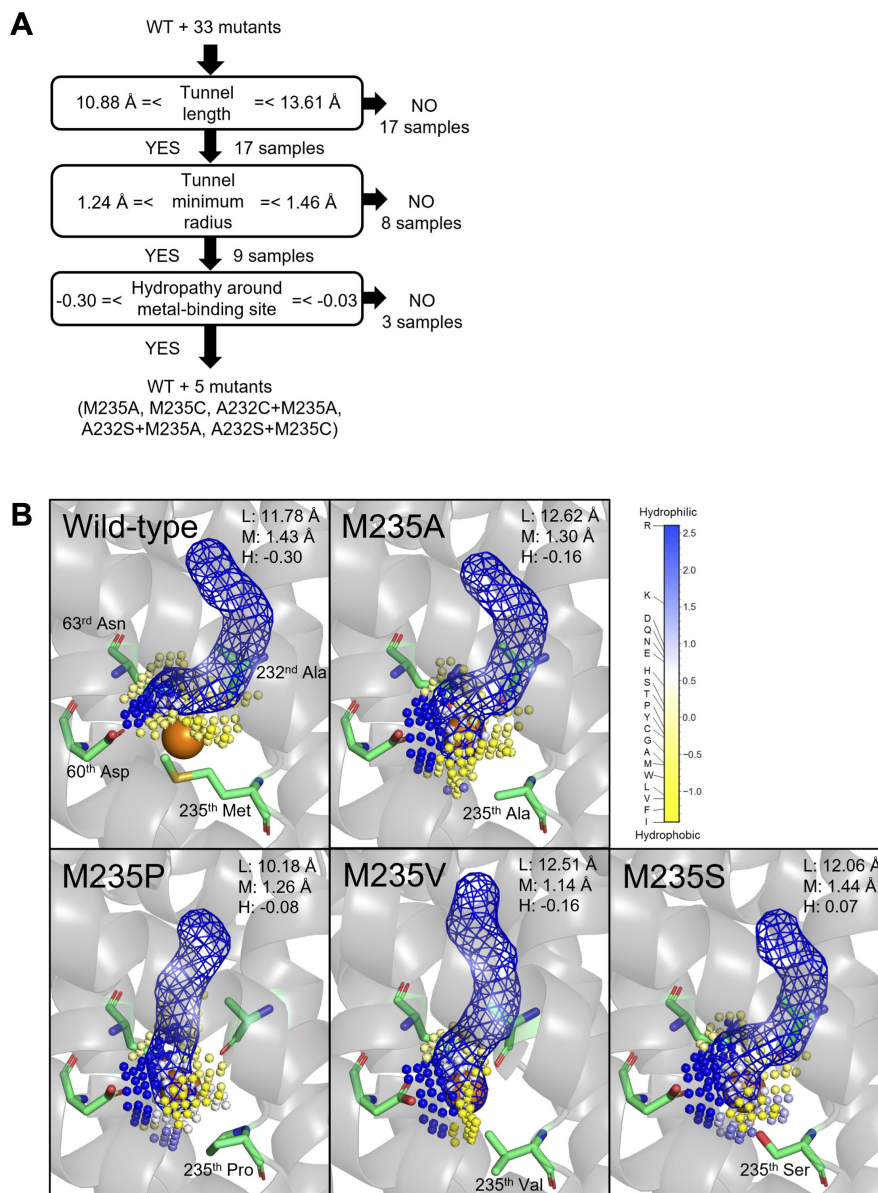 A
WT + 33 mutants
10.88 Å =< Tunnel length =< 13.61 Å
NO
17 samples
YES 17 samples
1.24 Å =< Tunnel minimum radius =< 1.46 Å
NO
8 samples
YES 9 samples
-0.30 =< Hydropathy around metal-binding site =< -0.03
NO
3 samples
YES
WT + 5 mutants
(M235A, M235C, A232C+M235A,
A232S+M235A, A232S+M235C)
B
Wild-type
L: 11.78 Å
M: 1.43 Å
H: -0.30
63rd Asn
232nd Ala
60th Asp
235th Met
M235A
L: 12.62 Å
M: 1.30 Å
H: -0.16
235th Ala
Hydrophilic
R
K
D
Q
N
E
H
S
T
P
Y
C
G
A
M
W
L
V
F
I
2.5
2.0
1.5
1.0
0.5
0.0
−0.5
−1.0
Hydrophobic
M235P
L: 10.18 Å
M: 1.26 Å
H: -0.08
235th Pro
M235V
L: 12.51 Å
M: 1.14 Å
H: -0.16
235th Val
M235S
L: 12.06 Å
M: 1.44 Å
H: 0.07
235th Ser